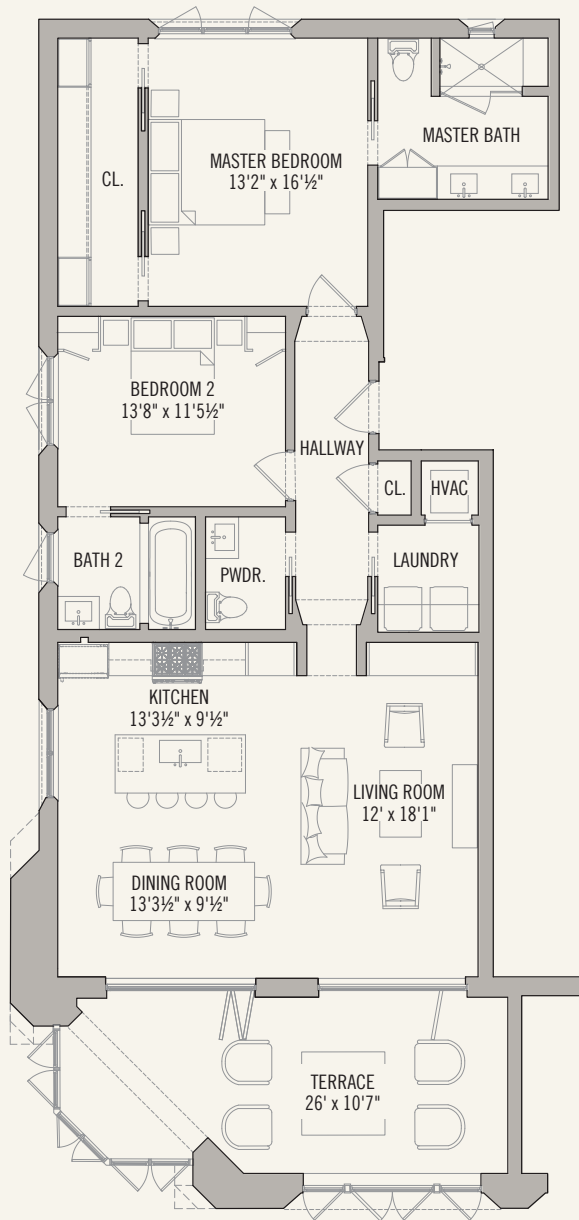 MASTER BATH
MASTER BEDROOM
13'2" x 16'½"
CL.
BEDROOM 2
13'8" x 11'5½"
HALLWAY
CL.
HVAC
BATH 2
PWDR.
LAUNDRY
KITCHEN
13'3½" x 9'½"
LIVING ROOM
12' x 18'1"
DINING ROOM
13'3½" x 9'½"
TERRACE
26' x 10'7"